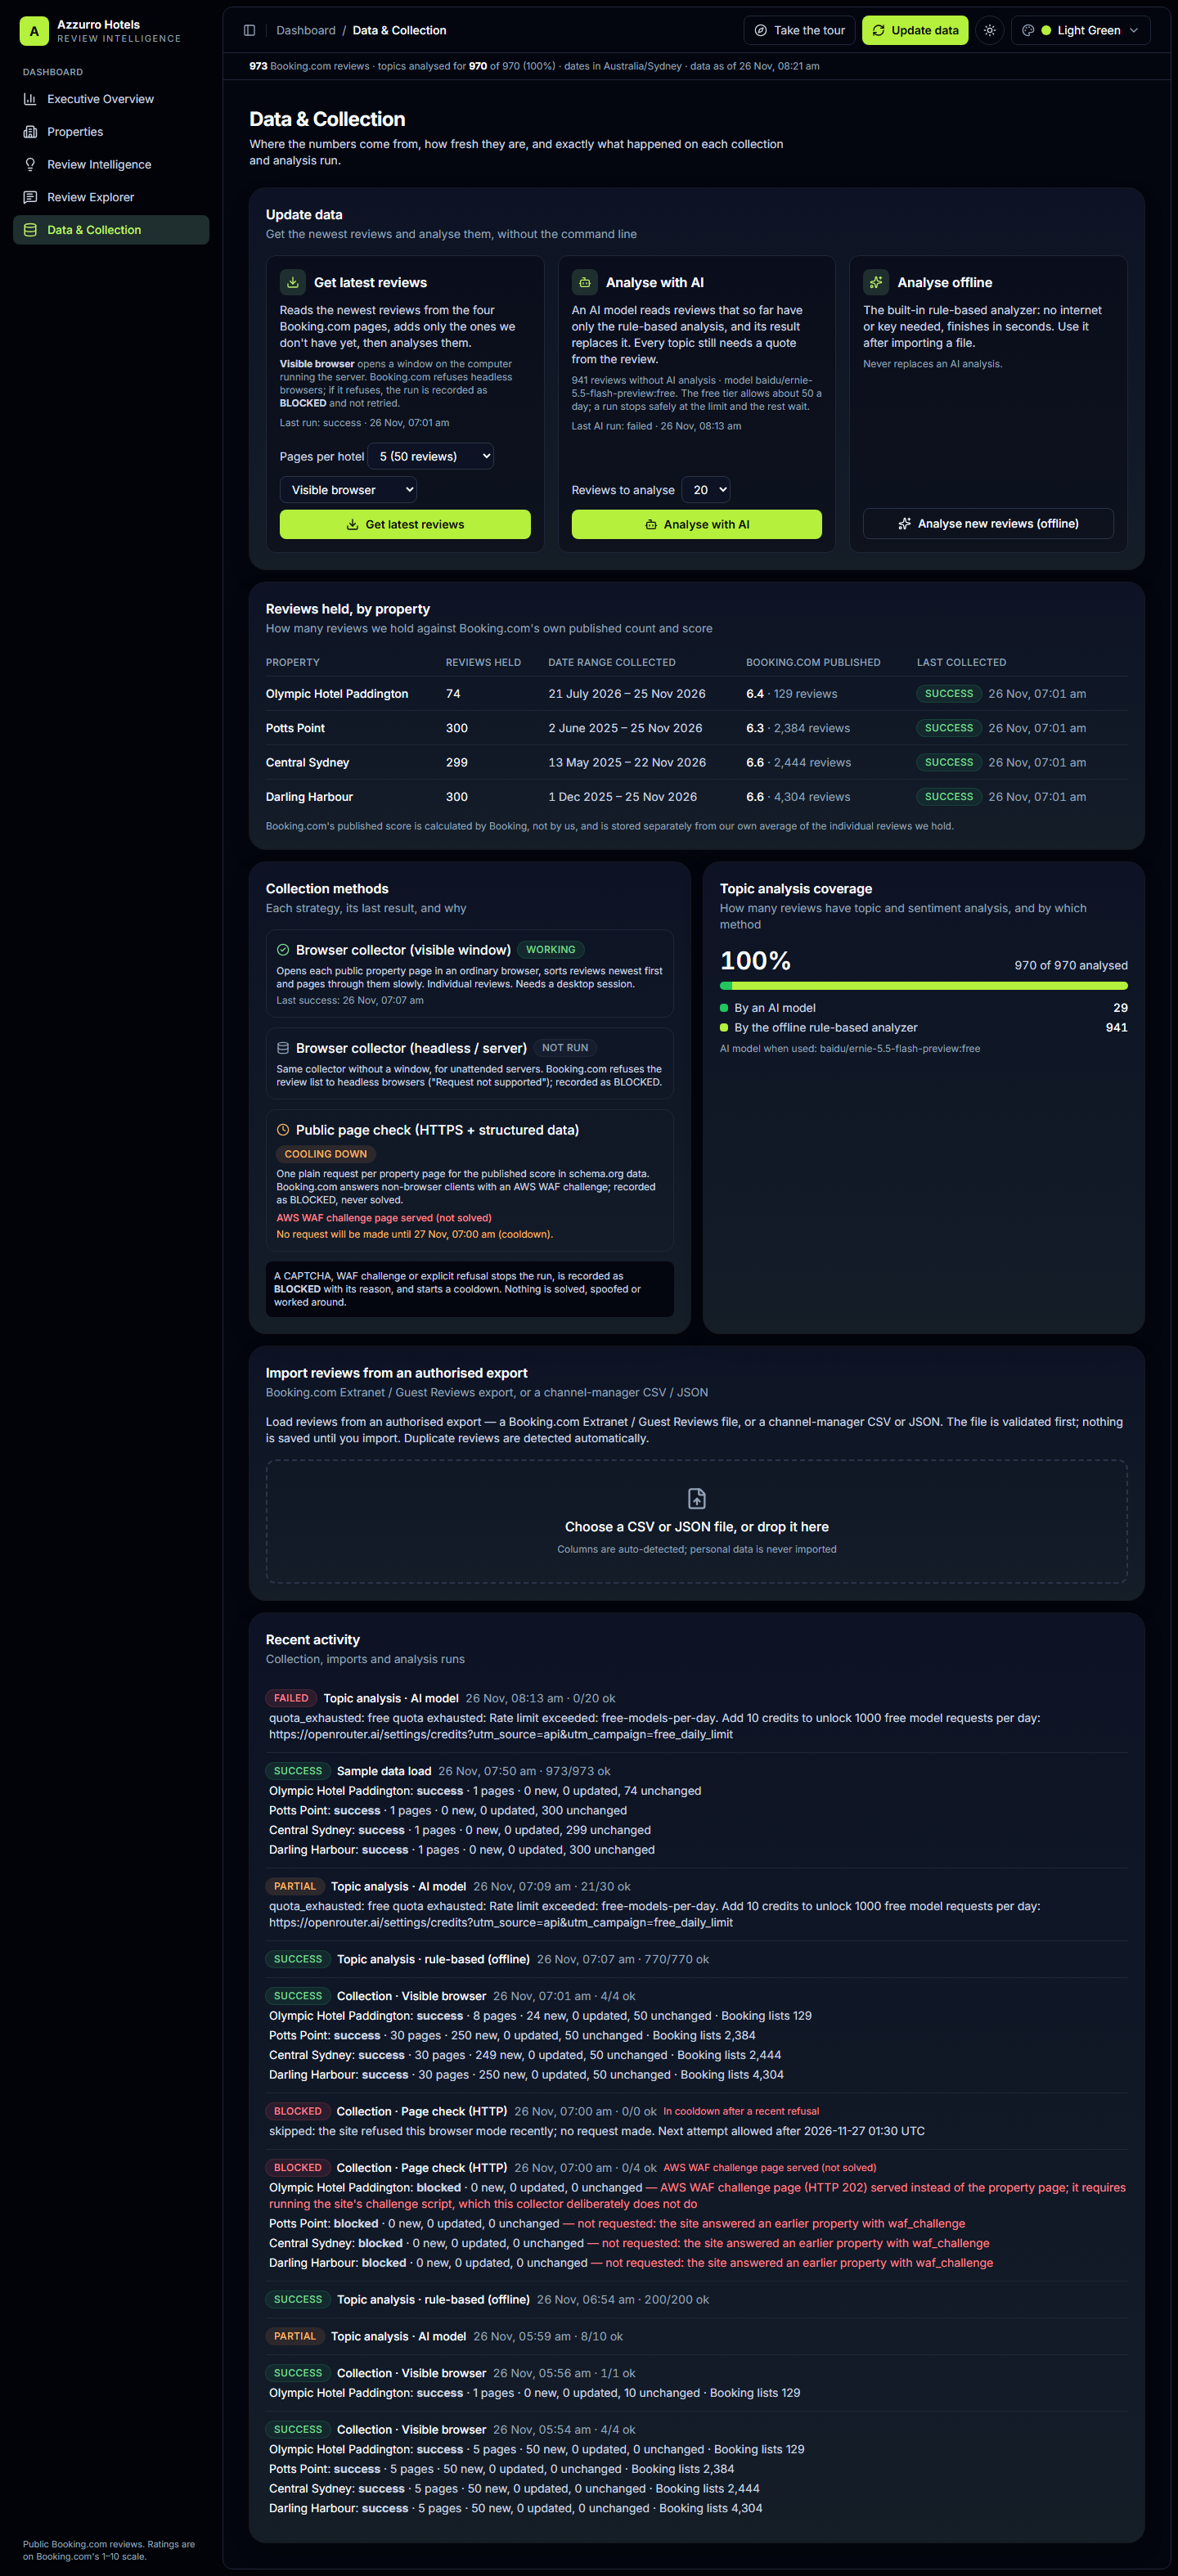 A
Azzurro Hotels
REVIEW INTELLIGENCE
DASHBOARD
Executive Overview
Properties
Review Intelligence
Review Explorer
Data & Collection
Dashboard / Data & Collection
Take the tour
Update data
Light Green
973 Booking.com reviews · topics analysed for 970 of 970 (100%) · dates in Australia/Sydney · data as of 26 Nov, 08:21 am
Data & Collection
Where the numbers come from, how fresh they are, and exactly what happened on each collection
and analysis run.
Update data
Get the newest reviews and analyse them, without the command line
Get latest reviews
Reads the newest reviews from the four
Booking.com pages, adds only the ones we
don't have yet, then analyses them.
Visible browser opens a window on the computer
running the server. Booking.com refuses headless
browsers; if it refuses, the run is recorded as
BLOCKED and not retried.
Last run: success · 26 Nov, 07:01 am
Pages per hotel 5 (50 reviews)
Visible browser
Get latest reviews
Analyse with AI
An AI model reads reviews that so far have
only the rule-based analysis, and its result
replaces it. Every topic still needs a quote
from the review.
941 reviews without AI analysis · model baidu/ernie-
5.5-flash-preview:free. The free tier allows about 50 a
day; a run stops safely at the limit and the rest wait.
Last AI run: failed · 26 Nov, 08:13 am
Reviews to analyse 20
Analyse with AI
Analyse offline
The built-in rule-based analyzer: no internet
or key needed, finishes in seconds. Use it
after importing a file.
Never replaces an AI analysis.
Analyse new reviews (offline)
Reviews held, by property
How many reviews we hold against Booking.com's own published count and score
PROPERTY REVIEWS HELD DATE RANGE COLLECTED BOOKING.COM PUBLISHED LAST COLLECTED
Olympic Hotel Paddington 74 21 July 2026 – 25 Nov 2026 6.4 · 129 reviews SUCCESS 26 Nov, 07:01 am
Potts Point 300 2 June 2025 – 25 Nov 2026 6.3 · 2,384 reviews SUCCESS 26 Nov, 07:01 am
Central Sydney 299 13 May 2025 – 22 Nov 2026 6.6 · 2,444 reviews SUCCESS 26 Nov, 07:01 am
Darling Harbour 300 1 Dec 2025 – 25 Nov 2026 6.6 · 4,304 reviews SUCCESS 26 Nov, 07:01 am
Booking.com's published score is calculated by Booking, not by us, and is stored separately from our own average of the individual reviews we hold.
Collection methods
Each strategy, its last result, and why
Browser collector (visible window) WORKING
Opens each public property page in an ordinary browser, sorts reviews newest first
and pages through them slowly. Individual reviews. Needs a desktop session.
Last success: 26 Nov, 07:07 am
Browser collector (headless / server) NOT RUN
Same collector without a window, for unattended servers. Booking.com refuses the
review list to headless browsers ("Request not supported"); recorded as BLOCKED.
Public page check (HTTPS + structured data)
COOLING DOWN
One plain request per property page for the published score in schema.org data.
Booking.com answers non-browser clients with an AWS WAF challenge; recorded
as BLOCKED, never solved.
AWS WAF challenge page served (not solved)
No request will be made until 27 Nov, 07:00 am (cooldown).
A CAPTCHA, WAF challenge or explicit refusal stops the run, is recorded as
BLOCKED with its reason, and starts a cooldown. Nothing is solved, spoofed or
worked around.
Topic analysis coverage
How many reviews have topic and sentiment analysis, and by which
method
100% 970 of 970 analysed
By an AI model 29
By the offline rule-based analyzer 941
AI model when used: baidu/ernie-5.5-flash-preview:free
Import reviews from an authorised export
Booking.com Extranet / Guest Reviews export, or a channel-manager CSV / JSON
Load reviews from an authorised export — a Booking.com Extranet / Guest Reviews file, or a channel-manager CSV or JSON. The file is validated first; nothing
is saved until you import. Duplicate reviews are detected automatically.
Choose a CSV or JSON file, or drop it here
Columns are auto-detected; personal data is never imported
Recent activity
Collection, imports and analysis runs
FAILED Topic analysis · AI model 26 Nov, 08:13 am · 0/20 ok
quota_exhausted: free quota exhausted: Rate limit exceeded: free-models-per-day. Add 10 credits to unlock 1000 free model requests per day:
https://openrouter.ai/settings/credits?utm_source=api&utm_campaign=free_daily_limit
SUCCESS Sample data load 26 Nov, 07:50 am · 973/973 ok
Olympic Hotel Paddington: success · 1 pages · 0 new, 0 updated, 74 unchanged
Potts Point: success · 1 pages · 0 new, 0 updated, 300 unchanged
Central Sydney: success · 1 pages · 0 new, 0 updated, 299 unchanged
Darling Harbour: success · 1 pages · 0 new, 0 updated, 300 unchanged
PARTIAL Topic analysis · AI model 26 Nov, 07:09 am · 21/30 ok
quota_exhausted: free quota exhausted: Rate limit exceeded: free-models-per-day. Add 10 credits to unlock 1000 free model requests per day:
https://openrouter.ai/settings/credits?utm_source=api&utm_campaign=free_daily_limit
SUCCESS Topic analysis · rule-based (offline) 26 Nov, 07:07 am · 770/770 ok
SUCCESS Collection · Visible browser 26 Nov, 07:01 am · 4/4 ok
Olympic Hotel Paddington: success · 8 pages · 24 new, 0 updated, 50 unchanged · Booking lists 129
Potts Point: success · 30 pages · 250 new, 0 updated, 50 unchanged · Booking lists 2,384
Central Sydney: success · 30 pages · 249 new, 0 updated, 50 unchanged · Booking lists 2,444
Darling Harbour: success · 30 pages · 250 new, 0 updated, 50 unchanged · Booking lists 4,304
BLOCKED Collection · Page check (HTTP) 26 Nov, 07:00 am · 0/0 ok In cooldown after a recent refusal
skipped: the site refused this browser mode recently; no request made. Next attempt allowed after 2026-11-27 01:30 UTC
BLOCKED Collection · Page check (HTTP) 26 Nov, 07:00 am · 0/4 ok AWS WAF challenge page served (not solved)
Olympic Hotel Paddington: blocked · 0 new, 0 updated, 0 unchanged — AWS WAF challenge page (HTTP 202) served instead of the property page; it requires
running the site's challenge script, which this collector deliberately does not do
Potts Point: blocked · 0 new, 0 updated, 0 unchanged — not requested: the site answered an earlier property with waf_challenge
Central Sydney: blocked · 0 new, 0 updated, 0 unchanged — not requested: the site answered an earlier property with waf_challenge
Darling Harbour: blocked · 0 new, 0 updated, 0 unchanged — not requested: the site answered an earlier property with waf_challenge
SUCCESS Topic analysis · rule-based (offline) 26 Nov, 06:54 am · 200/200 ok
PARTIAL Topic analysis · AI model 26 Nov, 05:59 am · 8/10 ok
SUCCESS Collection · Visible browser 26 Nov, 05:56 am · 1/1 ok
Olympic Hotel Paddington: success · 1 pages · 0 new, 0 updated, 10 unchanged · Booking lists 129
SUCCESS Collection · Visible browser 26 Nov, 05:54 am · 4/4 ok
Olympic Hotel Paddington: success · 5 pages · 50 new, 0 updated, 0 unchanged · Booking lists 129
Potts Point: success · 5 pages · 50 new, 0 updated, 0 unchanged · Booking lists 2,384
Central Sydney: success · 5 pages · 50 new, 0 updated, 0 unchanged · Booking lists 2,444
Darling Harbour: success · 5 pages · 50 new, 0 updated, 0 unchanged · Booking lists 4,304
Public Booking.com reviews. Ratings are
on Booking.com's 1–10 scale.